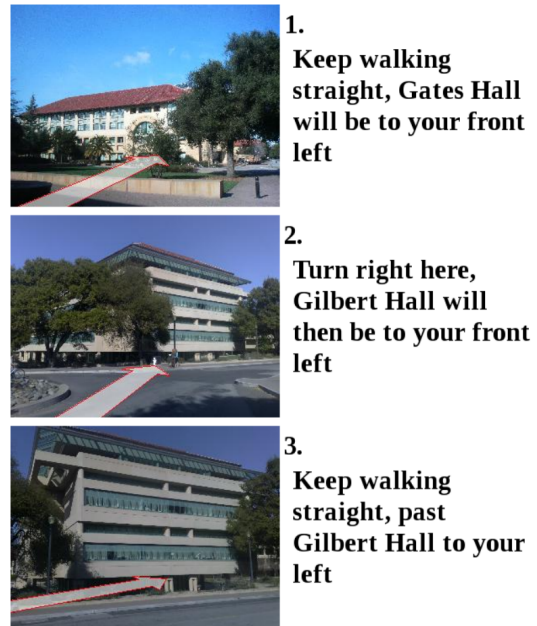 1.
Keep walking
straight, Gates Hall
will be to your front
left
2.
Turn right here,
Gilbert Hall will
then be to your front
left
3.
Keep walking
straight, past
Gilbert Hall to your
left